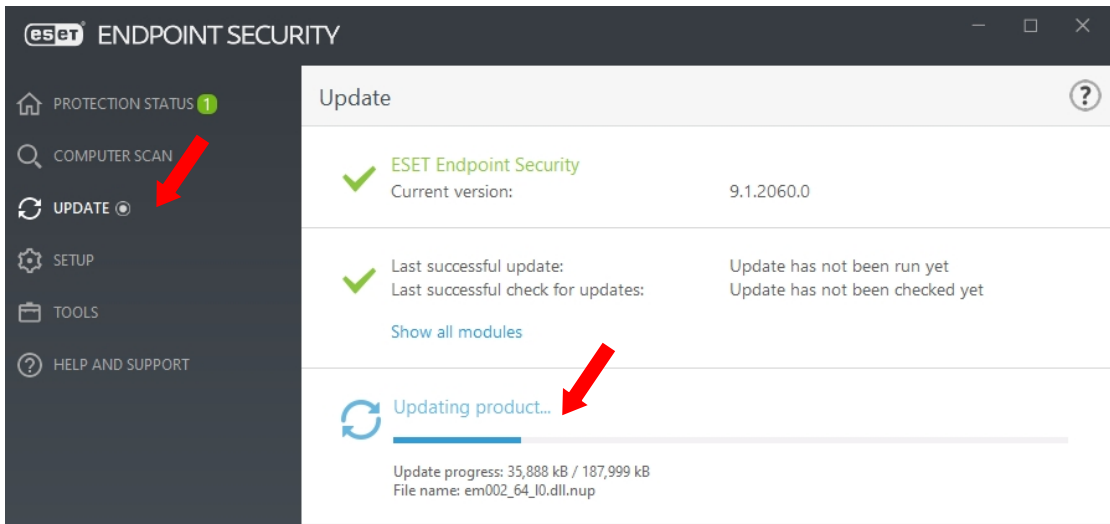 eset ENDPOINT SECURITY
PROTECTION STATUS 1
COMPUTER SCAN
UPDATE
SETUP
TOOLS
HELP AND SUPPORT
Update
?
ESET Endpoint Security
Current version: 9.1.2060.0
Last successful update: Update has not been run yet
Last successful check for updates: Update has not been checked yet
Show all modules
Updating product...
Update progress: 35,888 kB / 187,999 kB
File name: em002_64_l0.dll.nup